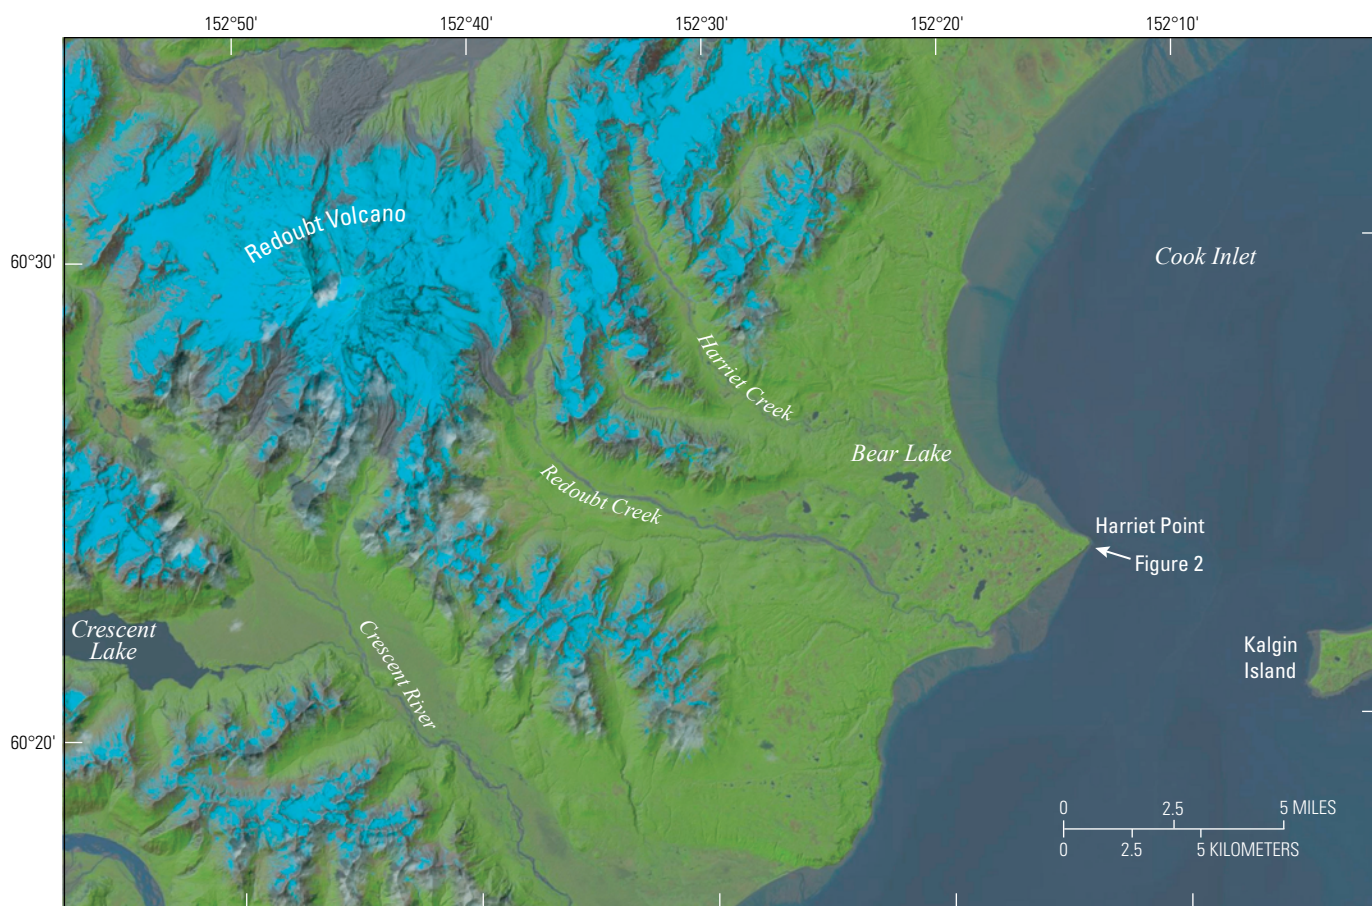 152°50'
152°40'
152°30'
152°20'
152°10'
Redoubt Volcano
60°30'
Cook Inlet
Harriet Creek
Bear Lake
Redoubt Creek
Harriet Point
Figure 2
Crescent
Lake
Crescent River
Kalgin
Island
60°20'
0 2.5 5 MILES
0 2.5 5 KILOMETERS